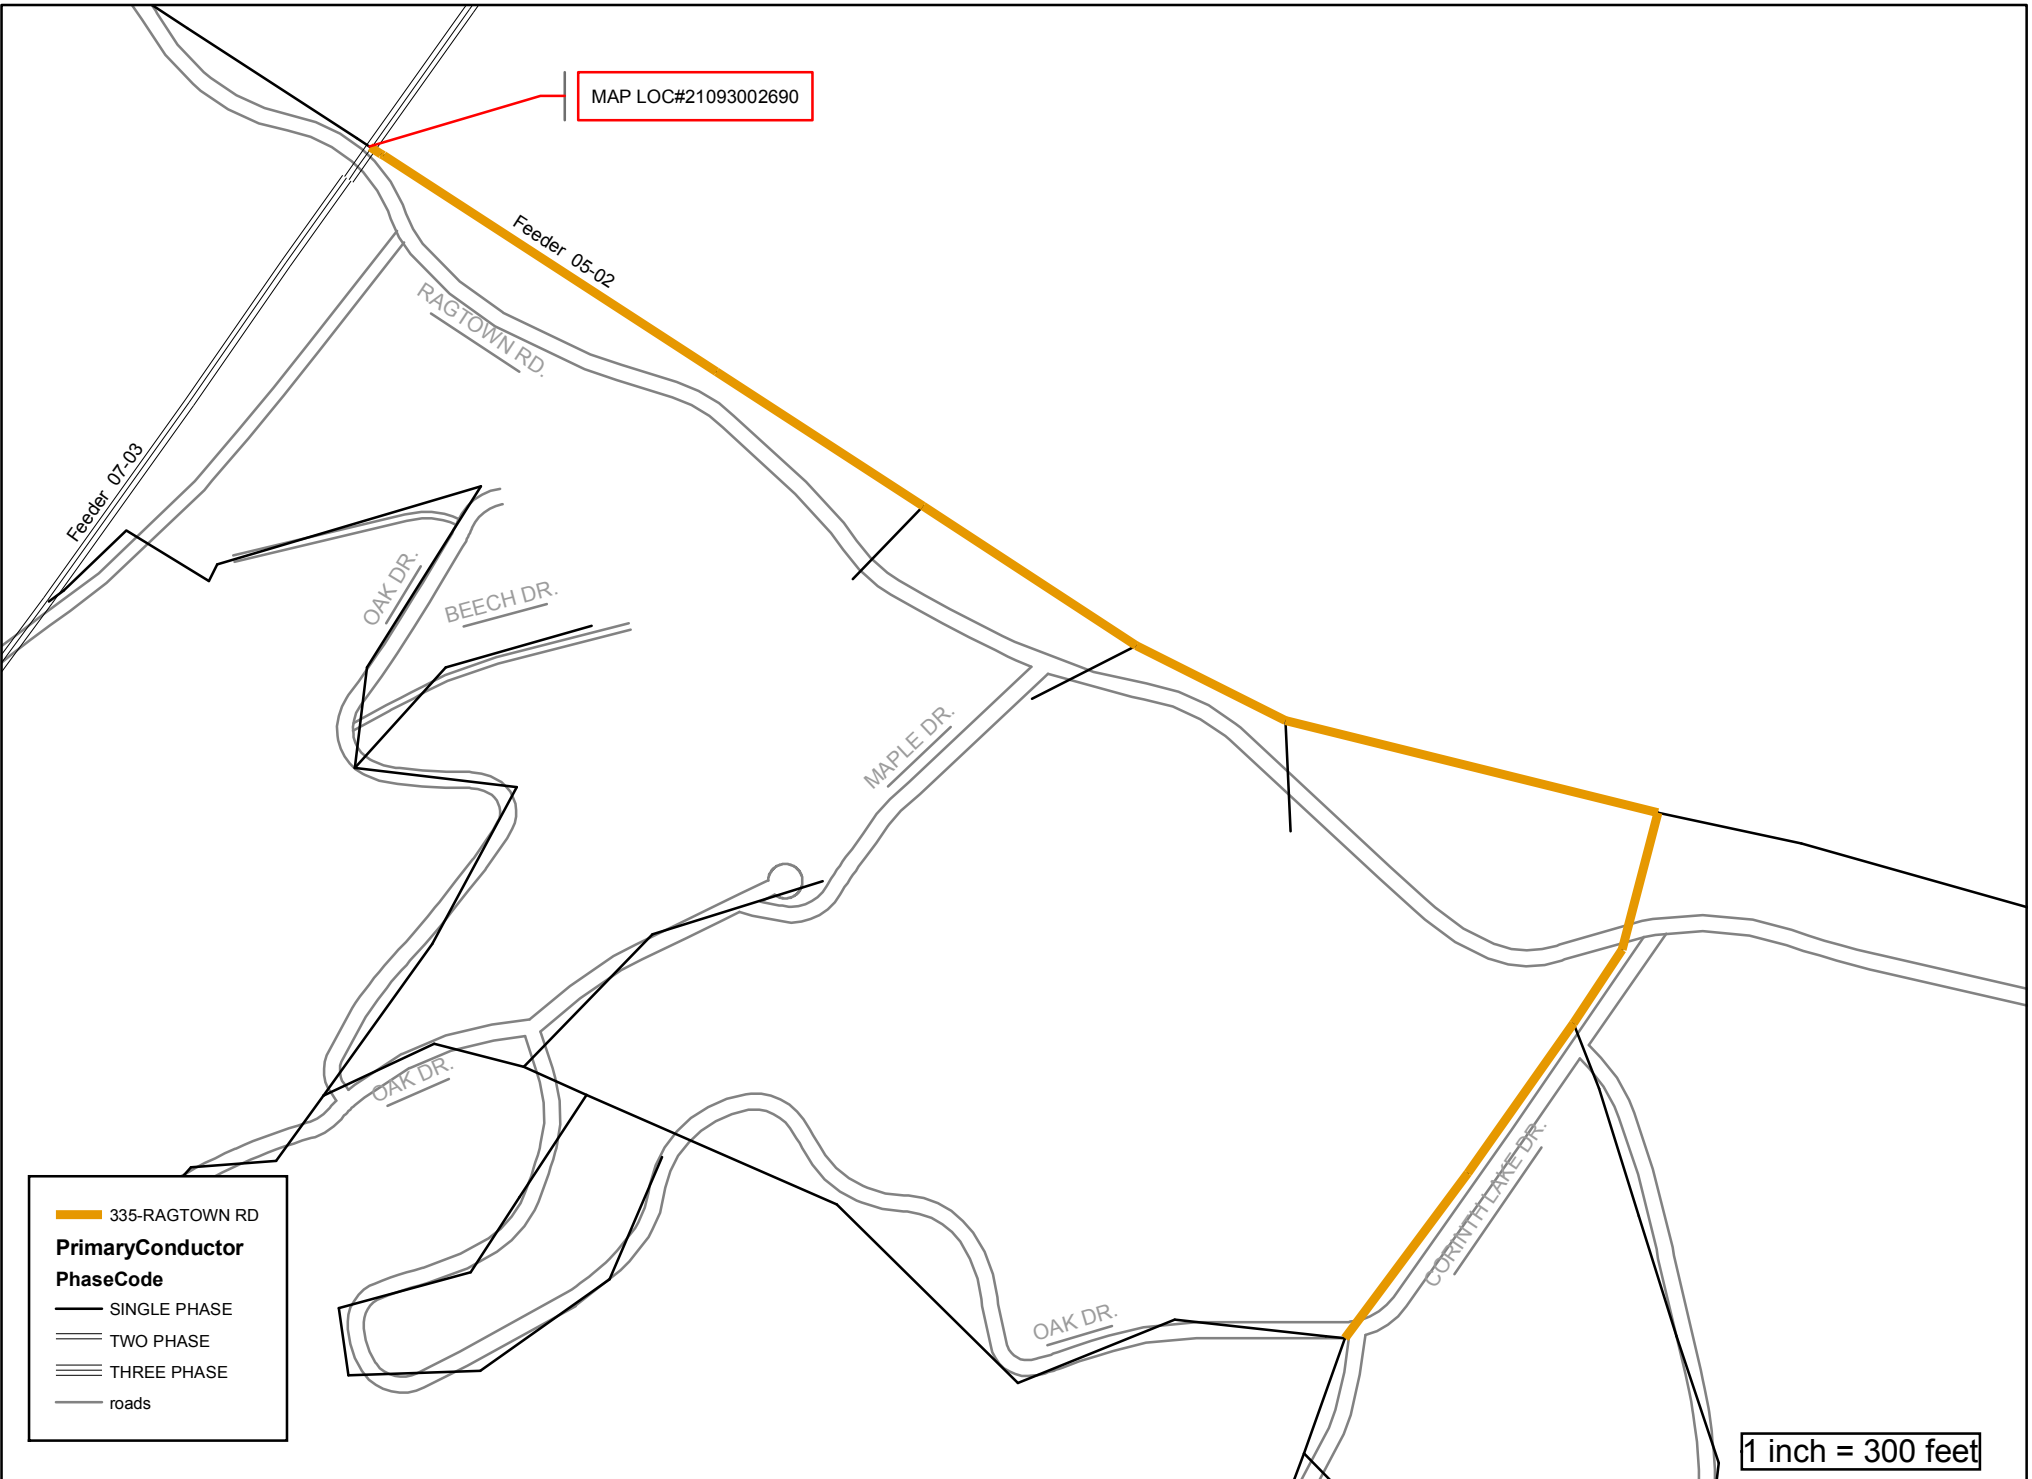 MAP LOC#21093002690
Feeder 05-02
RAGTOWN RD.
Feeder 07-03
OAK DR.
BEECH DR.
MAPLE DR.
OAK DR.
CORINTH LAKE DR.
OAK DR.
335-RAGTOWN RD
PrimaryConductor
PhaseCode
SINGLE PHASE
TWO PHASE
THREE PHASE
roads
1 inch = 300 feet